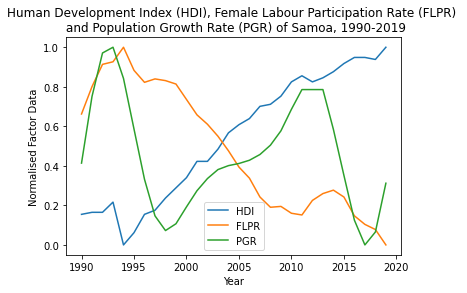 Human Development Index (HDI), Female Labour Participation Rate (FLPR)
and Population Growth Rate (PGR) of Samoa, 1990-2019
Normalised Factor Data
1.0
0.8
0.6
0.4
0.2
0.0
HDI
FLPR
PGR
1990 1995 2000 2005 2010 2015 2020
Year